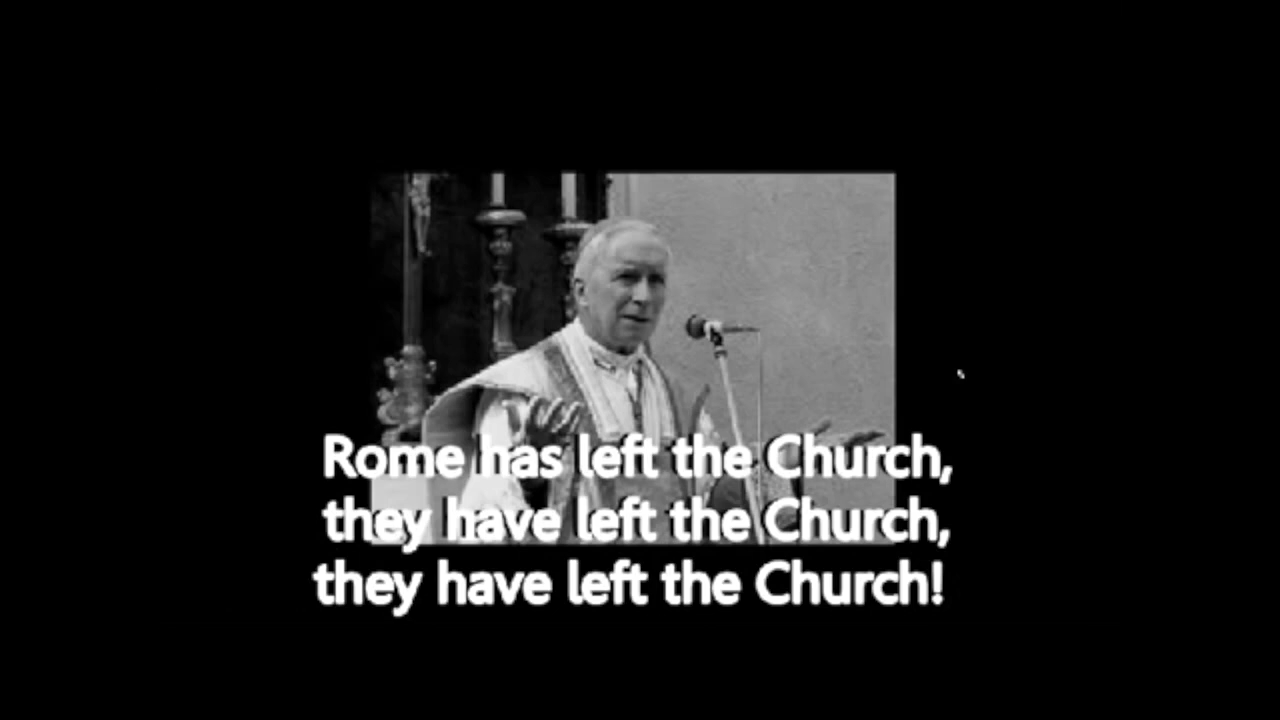 Rome has left the Church,
they have left the Church,
they have left the Church!